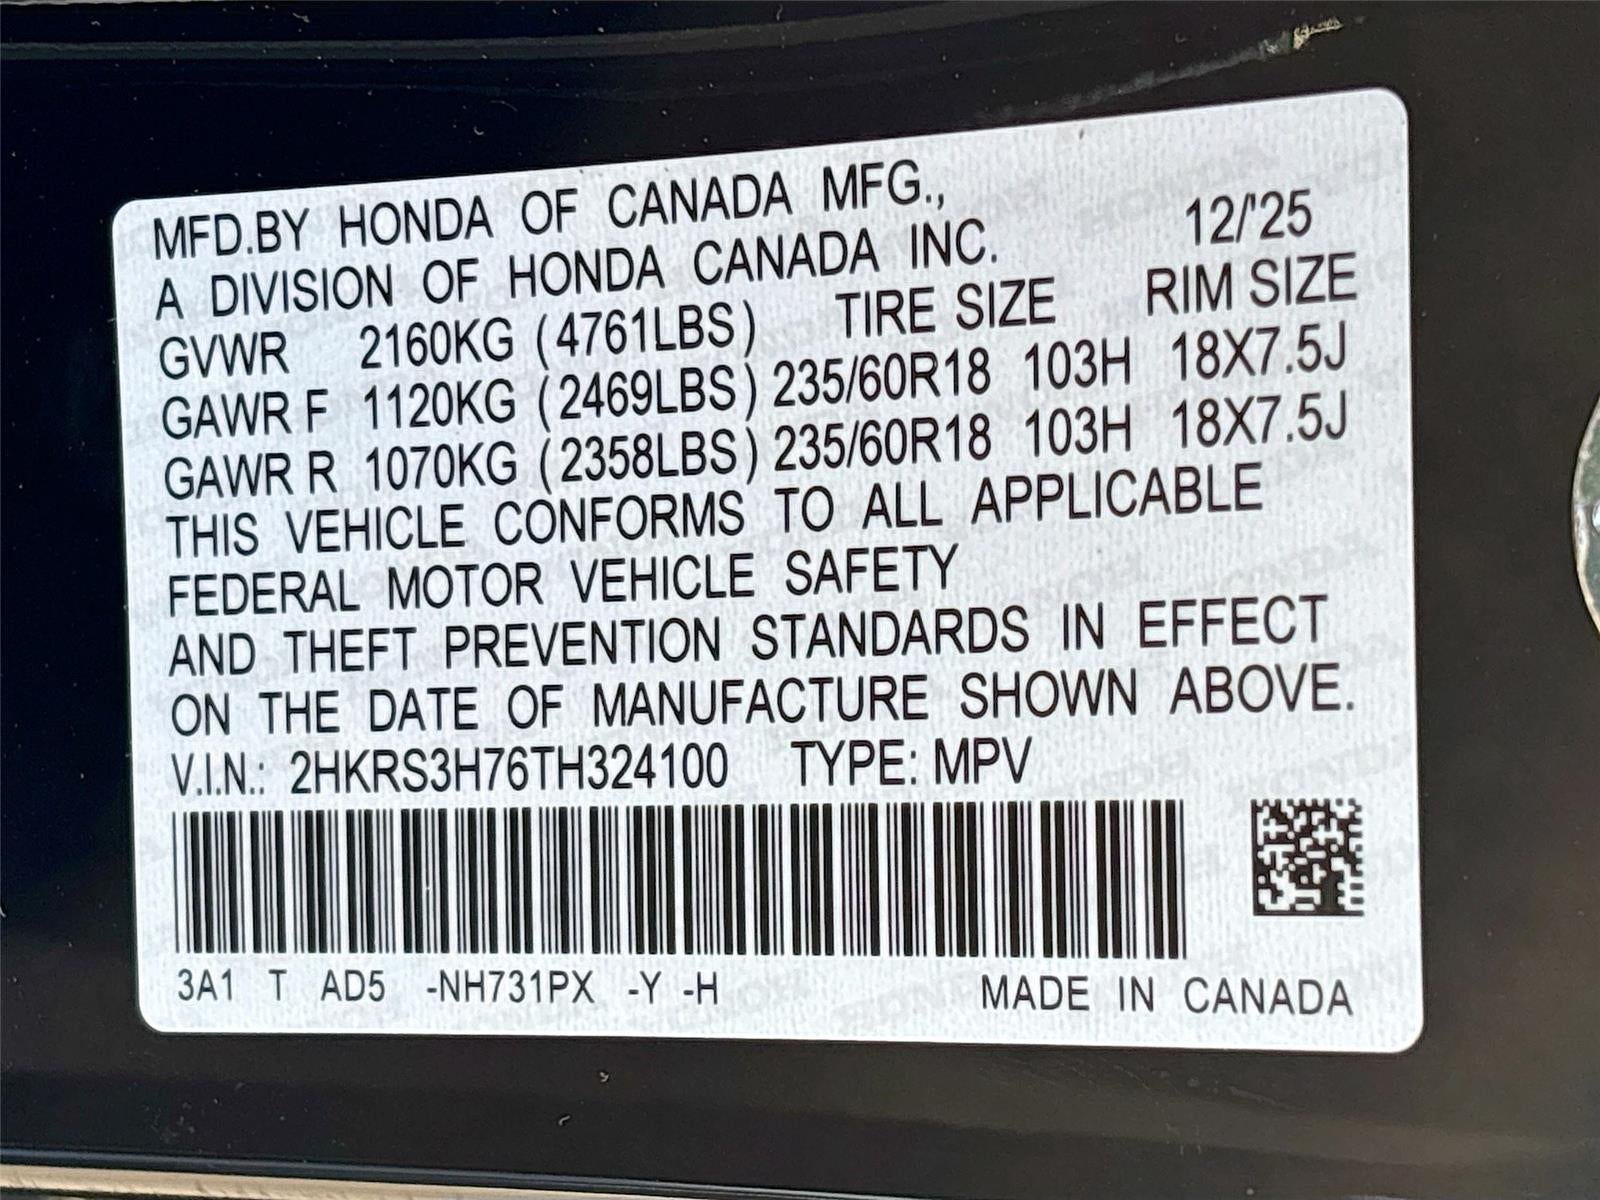 MFD.BY HONDA OF CANADA MFG.,
A DIVISION OF HONDA CANADA INC. 12/'25
GVWR 2160KG (4761LBS) TIRE SIZE RIM SIZE
GAWR F 1120KG (2469LBS) 235/60R18 103H 18X7.5J
GAWR R 1070KG (2358LBS) 235/60R18 103H 18X7.5J
THIS VEHICLE CONFORMS TO ALL APPLICABLE
FEDERAL MOTOR VEHICLE SAFETY
AND THEFT PREVENTION STANDARDS IN EFFECT
ON THE DATE OF MANUFACTURE SHOWN ABOVE.
V.I.N.: 2HKRS3H76TH324100 TYPE: MPV
3A1 T AD5 -NH731PX -Y -H MADE IN CANADA